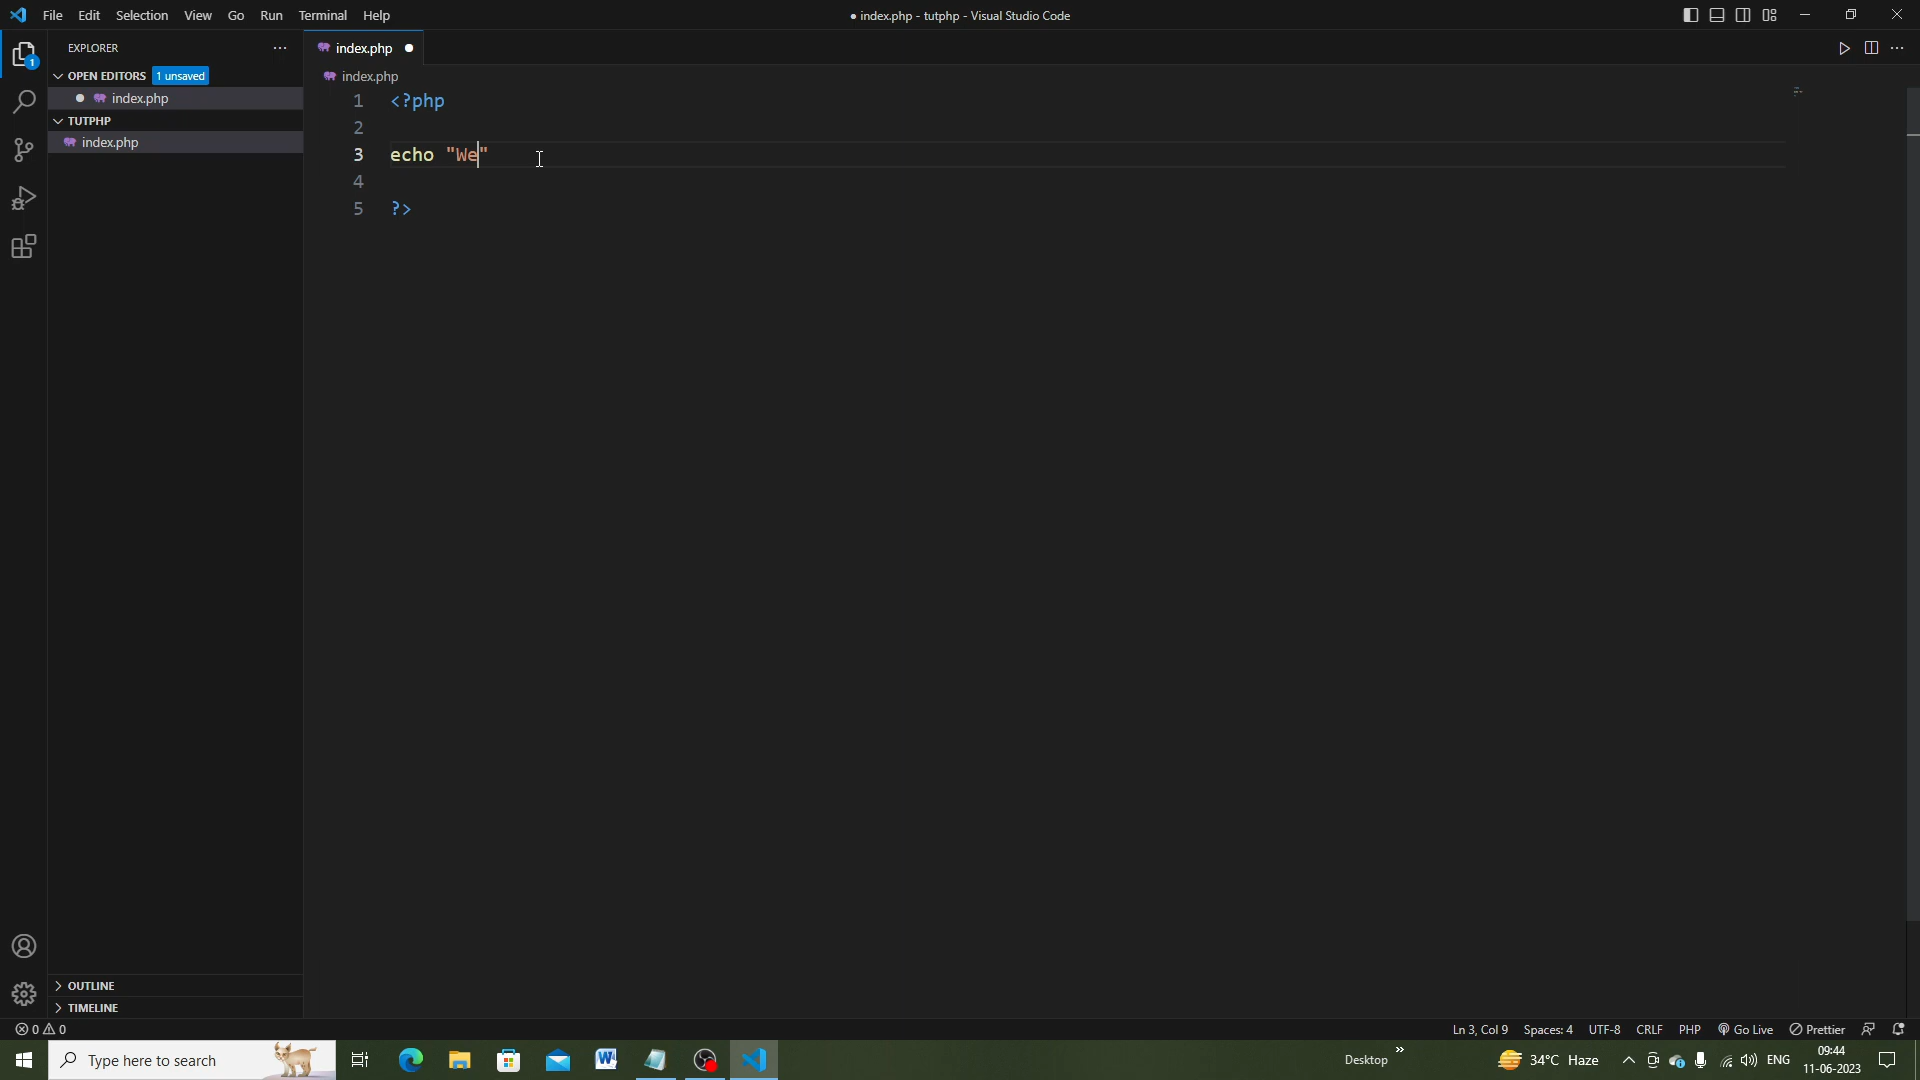 File Edit Selection View Go Run Terminal Help
● index.php - tutphp - Visual Studio Code
EXPLORER
OPEN EDITORS 1 unsaved
index.php
TUTPHP
index.php
OUTLINE
TIMELINE
index.php
index.php
1 <?php
2
3 echo "We"
4
5 ?>
1
0 0
Ln 3, Col 9 Spaces: 4 UTF-8 CRLF PHP Go Live Prettier
Type here to search
Desktop
34°C Haze
ENG
09:44
11-06-2023